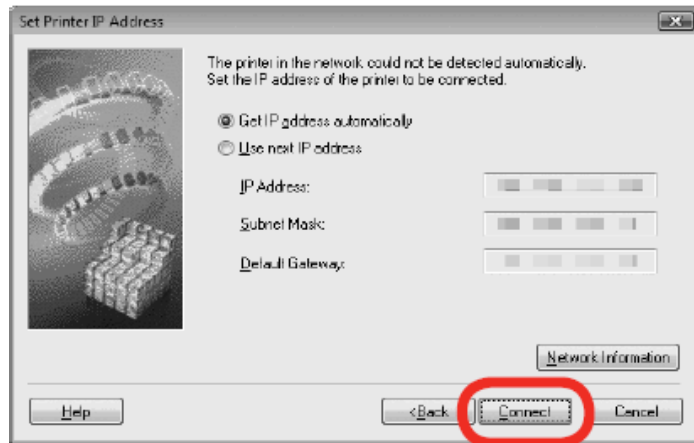 Set Printer IP Address
The printer in the network could not be detected automatically.
Set the IP address of the printer to be connected.
Get IP address automatically
Use next IP address
IP Address:
Subnet Mask:
Default Gateway:
Network Information
Help
<Back
Connect
Cancel